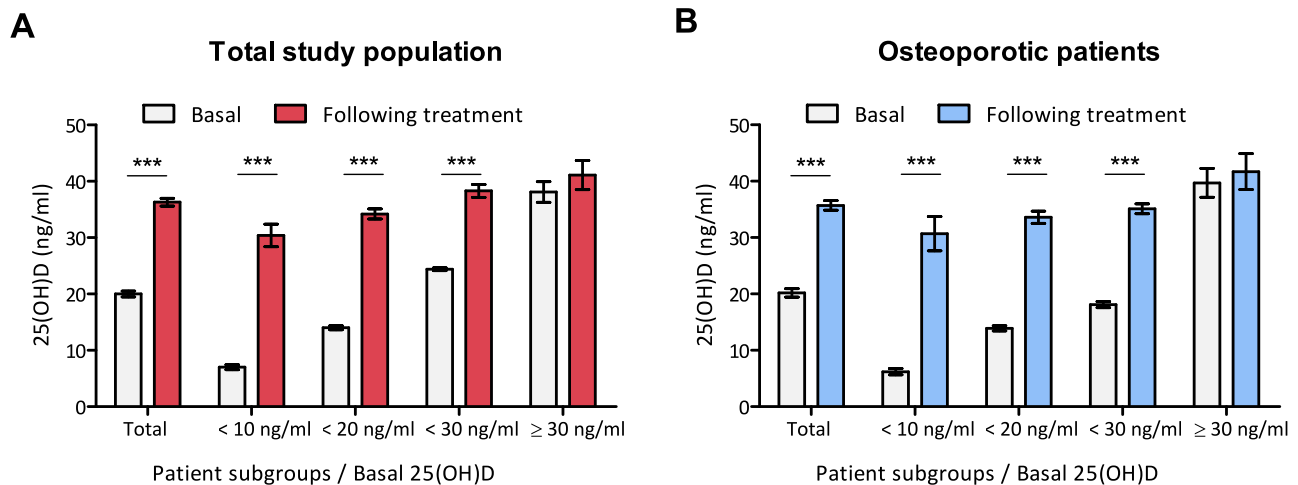 A
Total study population
Basal
Following treatment
25(OH)D (ng/ml)
50
40
30
20
10
0
***
***
***
***
Total
< 10 ng/ml
< 20 ng/ml
< 30 ng/ml
≥ 30 ng/ml
Patient subgroups / Basal 25(OH)D
B
Osteoporotic patients
Basal
Following treatment
25(OH)D (ng/ml)
50
40
30
20
10
0
***
***
***
***
Total
< 10 ng/ml
< 20 ng/ml
< 30 ng/ml
≥ 30 ng/ml
Patient subgroups / Basal 25(OH)D